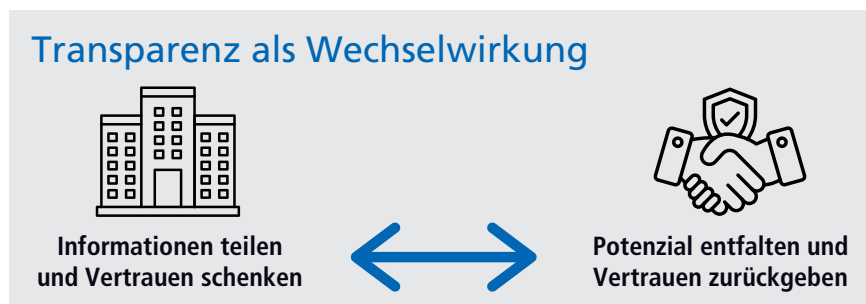 Transparenz als Wechselwirkung
Informationen teilen
und Vertrauen schenken
Potenzial entfalten und
Vertrauen zurückgeben